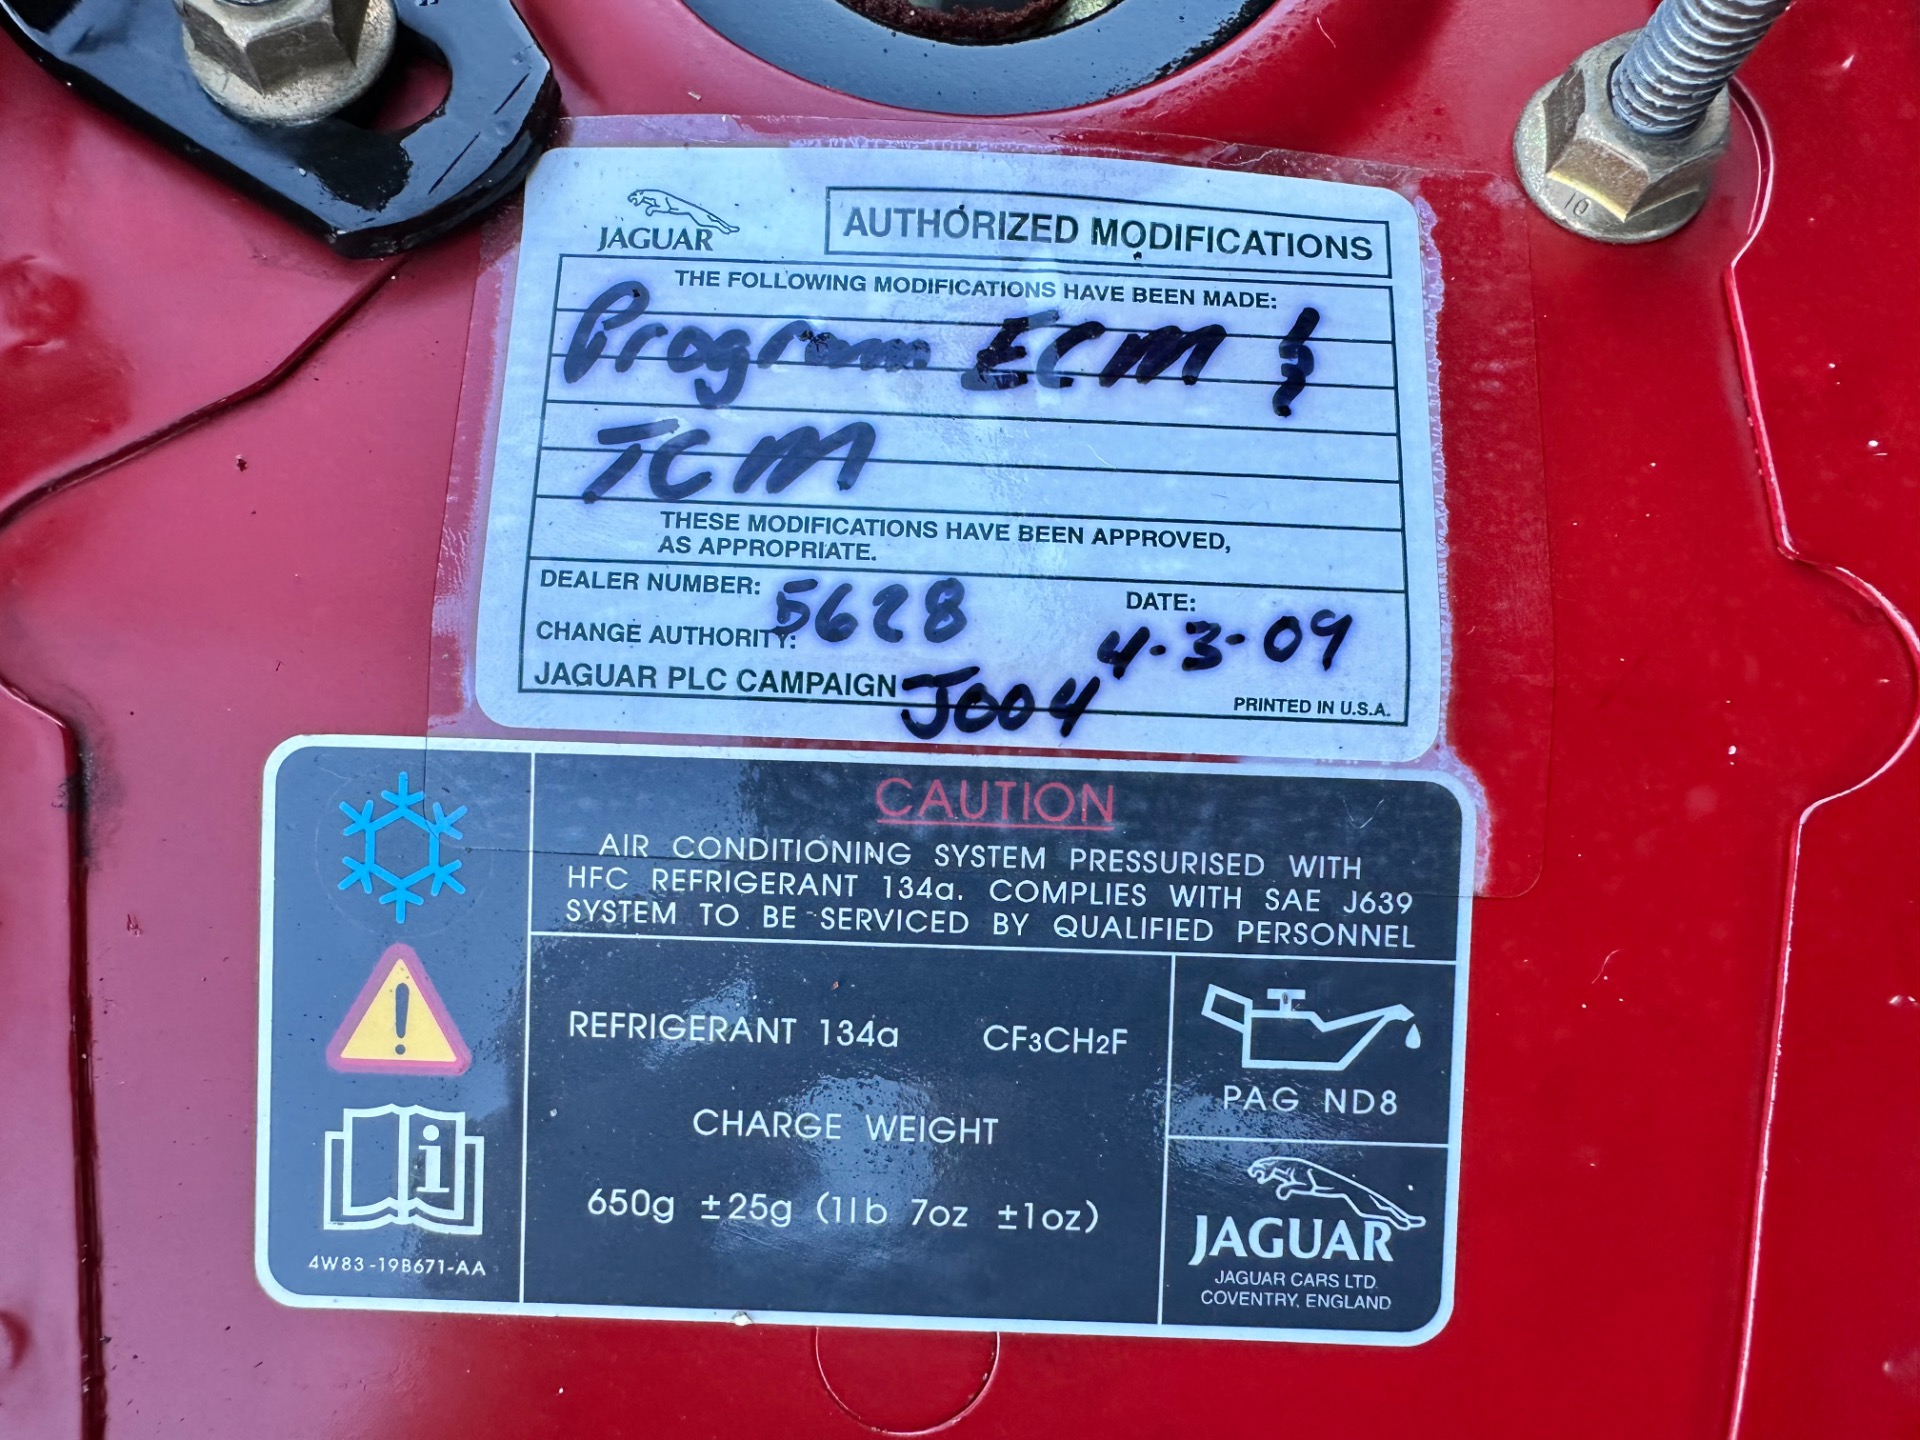 JAGUAR
AUTHORIZED MODIFICATIONS
THE FOLLOWING MODIFICATIONS HAVE BEEN MADE:
Program ECM &
TCM
THESE MODIFICATIONS HAVE BEEN APPROVED,
AS APPROPRIATE.
DEALER NUMBER: 5628
DATE: 4-3-09
CHANGE AUTHORITY:
JAGUAR PLC CAMPAIGN J004
PRINTED IN U.S.A.
CAUTION
AIR CONDITIONING SYSTEM PRESSURISED WITH
HFC REFRIGERANT 134a. COMPLIES WITH SAE J639
SYSTEM TO BE SERVICED BY QUALIFIED PERSONNEL
REFRIGERANT 134a CF3CH2F
CHARGE WEIGHT
650g ±25g (1lb 7oz ±1oz)
PAG ND8
JAGUAR
JAGUAR CARS LTD.
COVENTRY, ENGLAND
4W83-19B671-AA
10